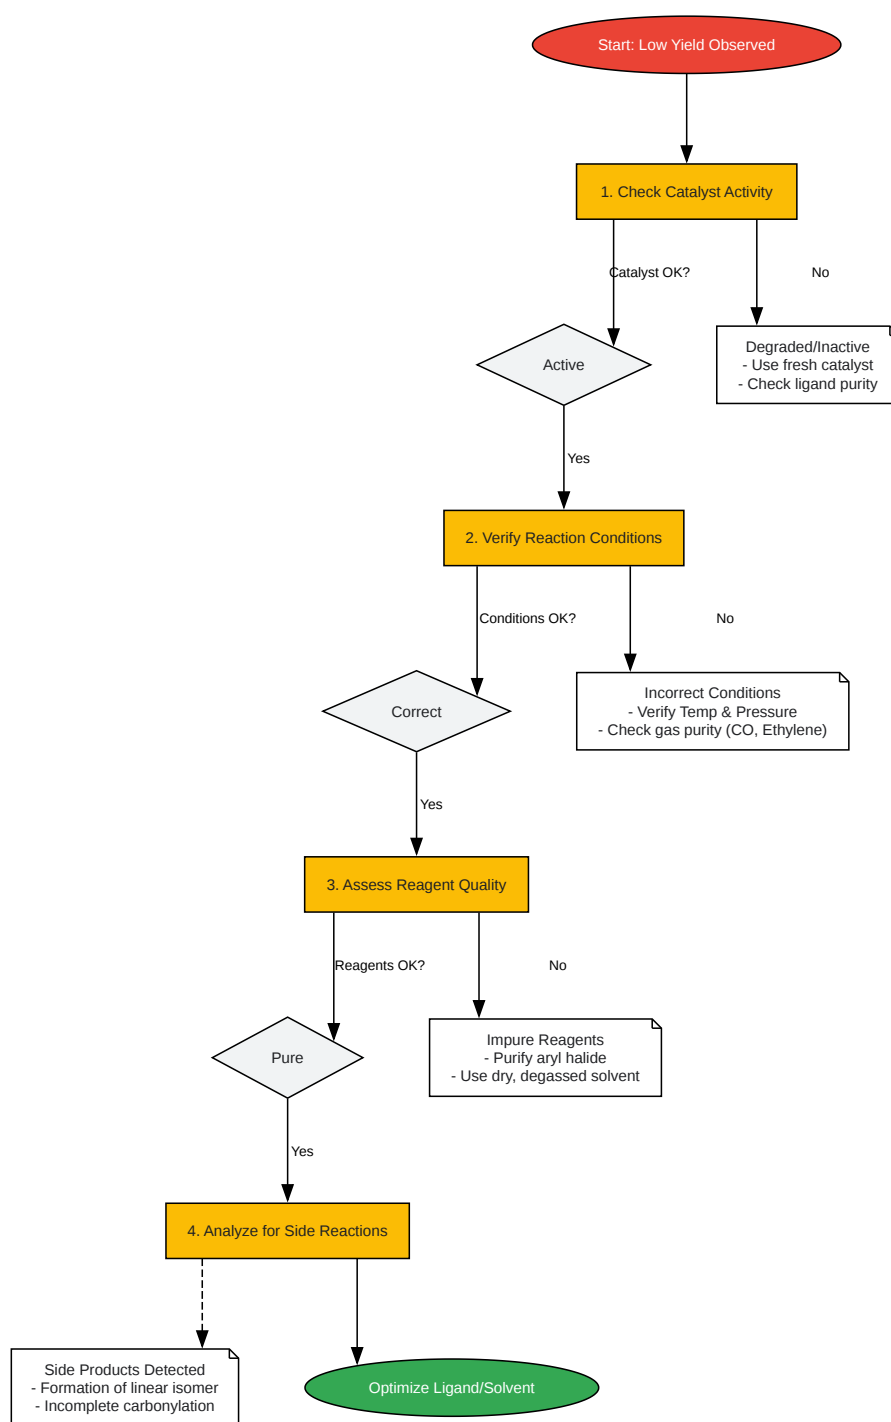 Start: Low Yield Observed
1. Check Catalyst Activity
Catalyst OK?
No
Active
Degraded/Inactive
- Use fresh catalyst
- Check ligand purity
Yes
2. Verify Reaction Conditions
Conditions OK?
No
Correct
Incorrect Conditions
- Verify Temp & Pressure
- Check gas purity (CO, Ethylene)
Yes
3. Assess Reagent Quality
Reagents OK?
No
Pure
Impure Reagents
- Purify aryl halide
- Use dry, degassed solvent
Yes
4. Analyze for Side Reactions
Side Products Detected
- Formation of linear isomer
- Incomplete carbonylation
Optimize Ligand/Solvent